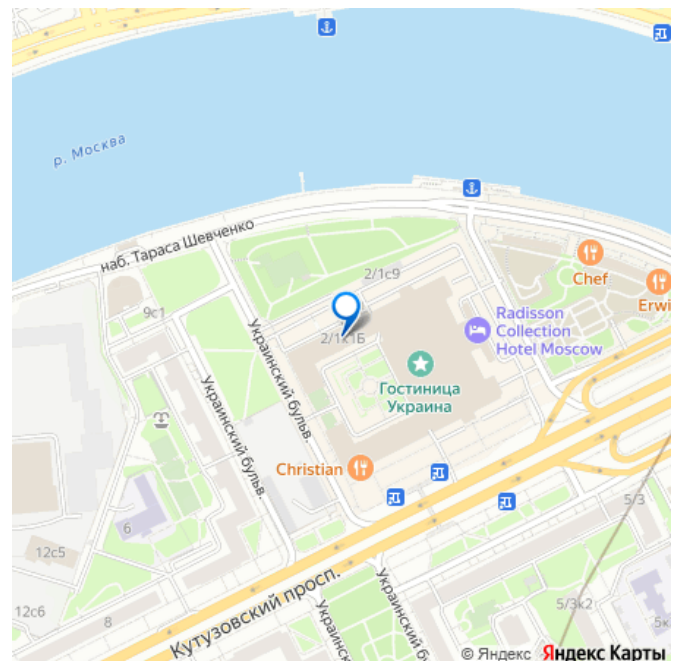 р. Москва
наб. Тараса Шевченко
2/1с9
9с1
Chef
Erwi
Radisson
Collection
Hotel Moscow
2/1к1Б
Гостиница
Украина
Украинский бульв.
Украинский бульв.
Christian
5/3
6
12с5
12с6
8
Кутузовский просп.
Украинский
Украинс
5/3к2
5к
© Яндекс Яндекс Карты